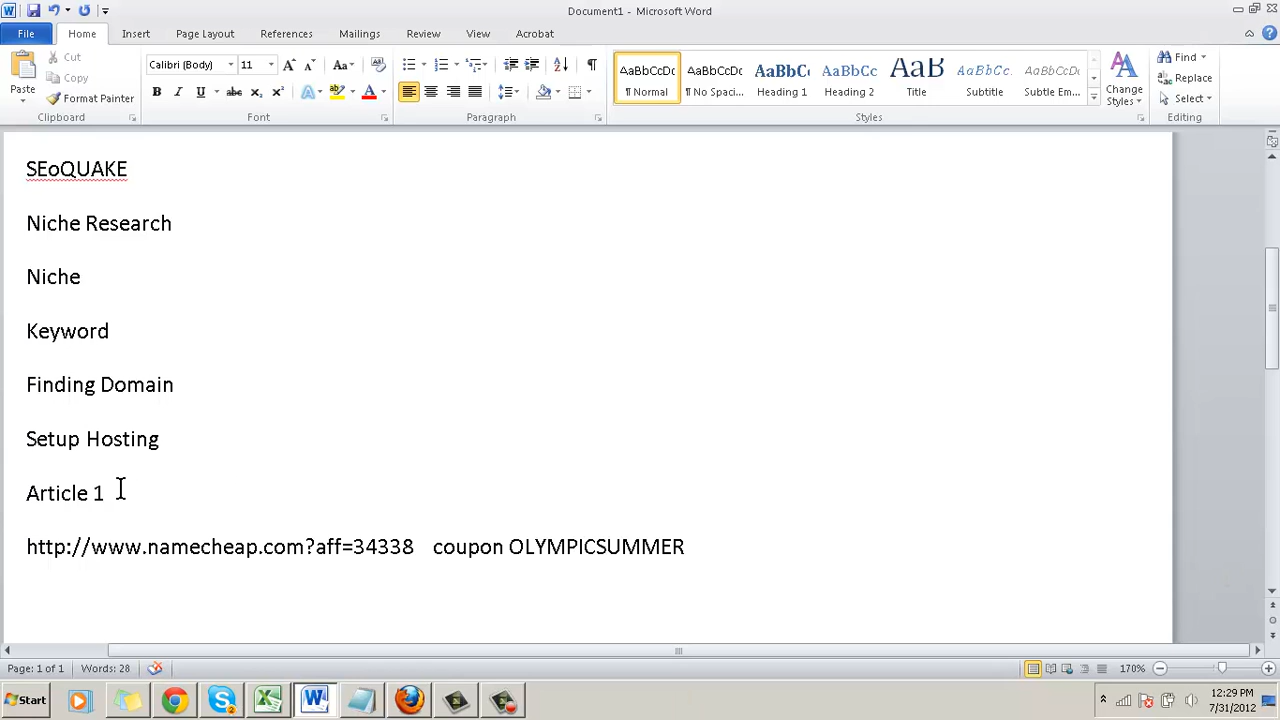 Document1 - Microsoft Word
File Home Insert Page Layout References Mailings Review View Acrobat
Cut
Copy
Format Painter
Paste
Clipboard
Calibri (Body) 11
Font
Paragraph
AaBbCcDc AaBbCcDc AaBbC AaBbCc AaB AaBbCc. AaBbCcDc
¶ Normal ¶ No Spaci... Heading 1 Heading 2 Title Subtitle Subtle Em...
Change Styles
Styles
Find
Replace
Select
Editing
SEoQUAKE
Niche Research
Niche
Keyword
Finding Domain
Setup Hosting
Article 1
http://www.namecheap.com?aff=34338 coupon OLYMPICSUMMER
Page: 1 of 1 Words: 28 170%
Start
12:29 PM
7/31/2012